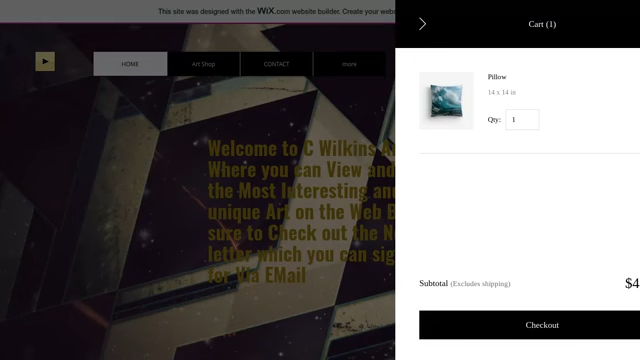 This site was designed with the WiX.com website builder. Create your webs
Cart (1)
HOME
Art Shop
CONTACT
more
Pillow
14 x 14 in
Qty: 1
Welcome to C Wilkins A
Where you can View and
the Most Interesting an
unique Art on the Web B
sure to Check out the N
letter which you can sig
for Via EMail
Subtotal (Excludes shipping)
$4
Checkout